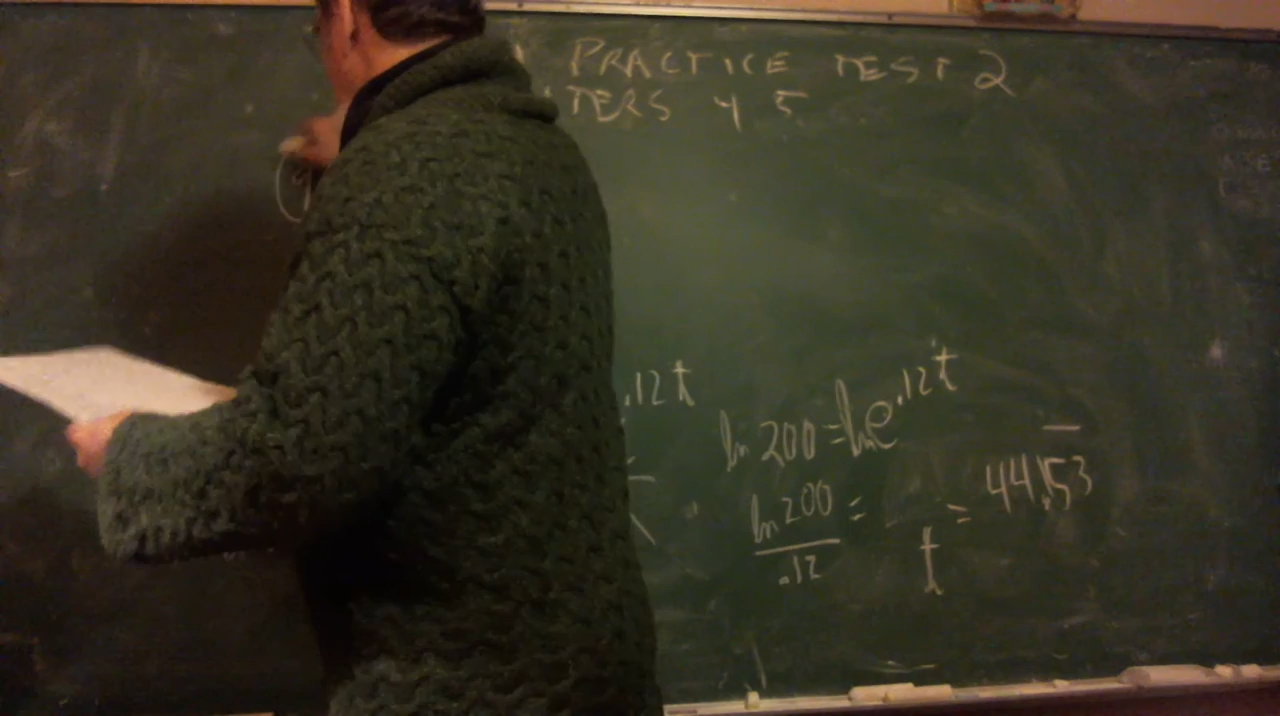 PRACTICE TEST 2
TERS 4 5
.12t
ln 200 = ln e^.12t
ln 200 / .12 = t = 44.153